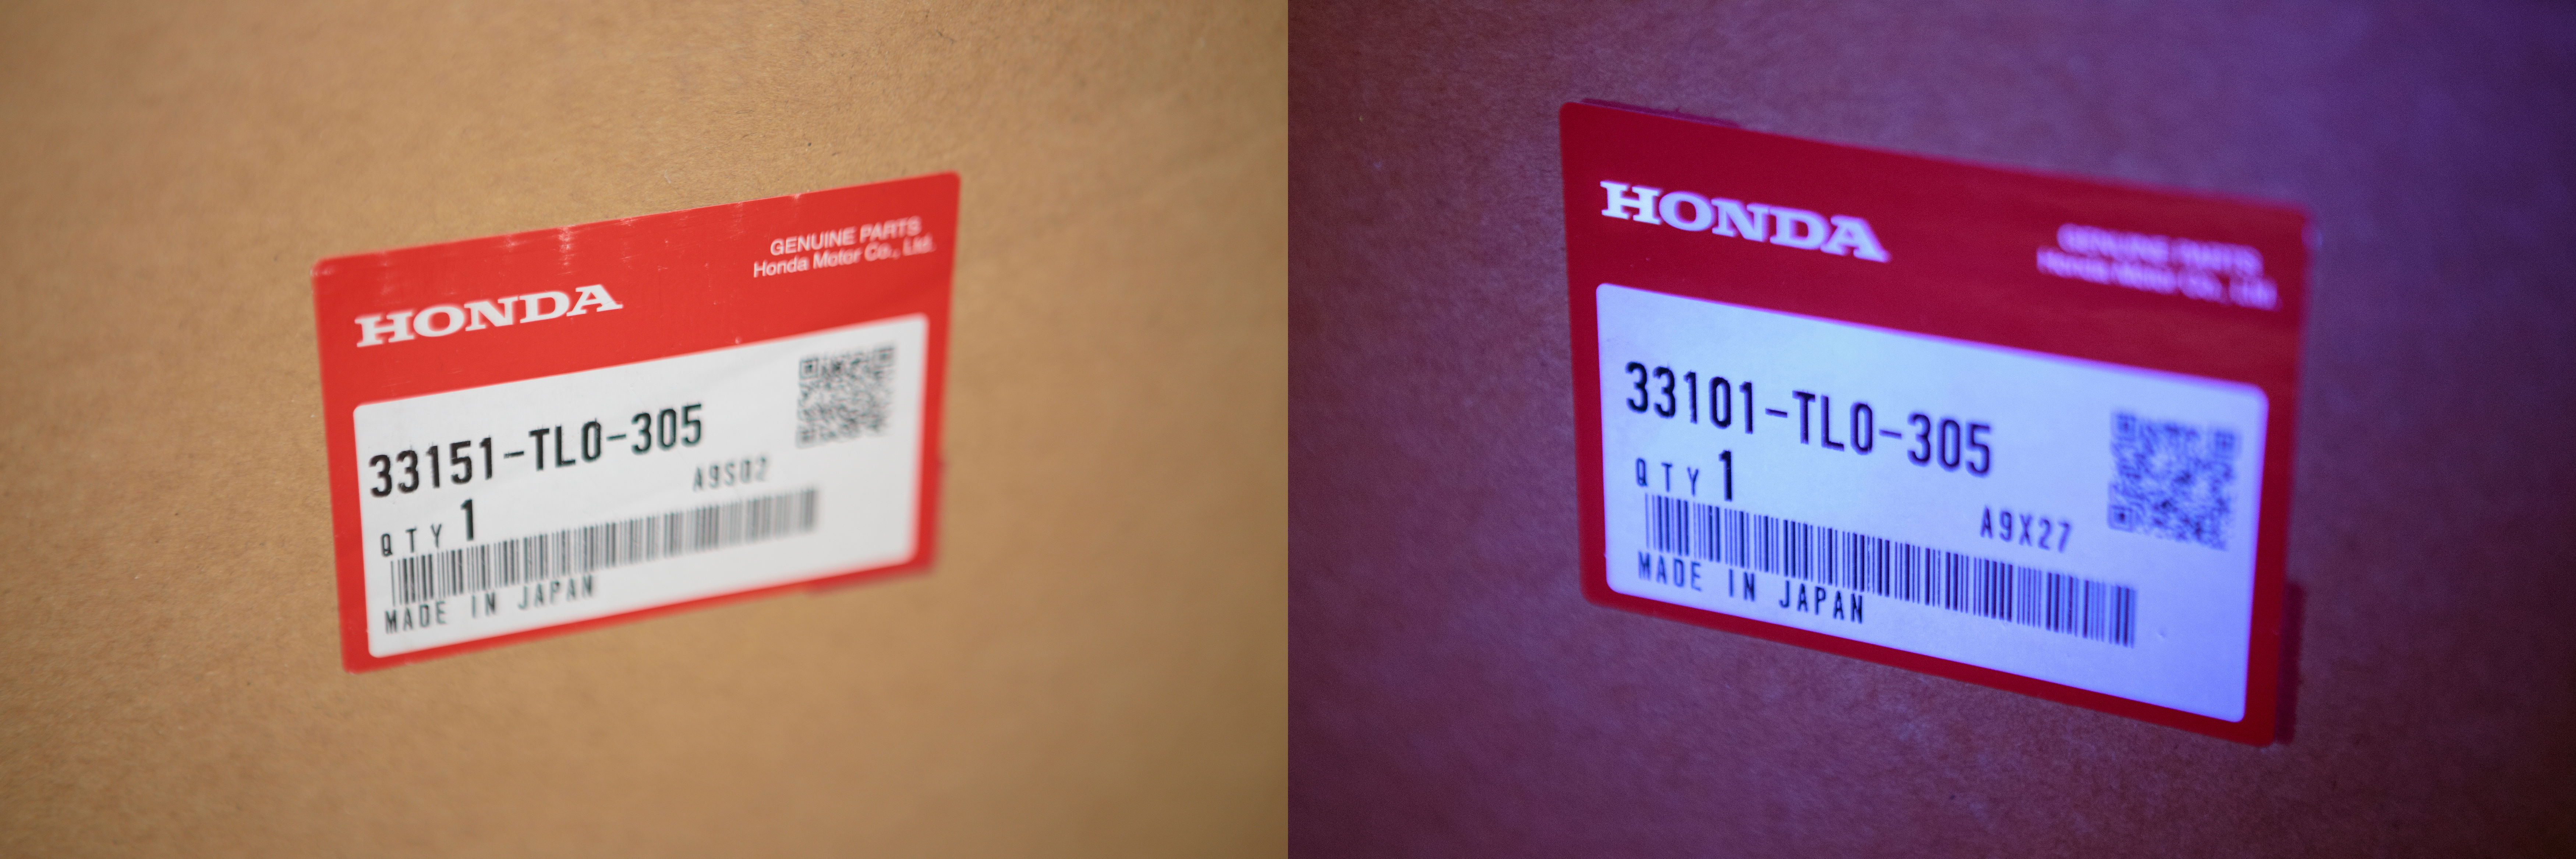 HONDA
GENUINE PARTS
Honda Motor Co., Ltd.
33151-TL0-305
A9S02
QTY 1
MADE IN JAPAN
HONDA
GENUINE PARTS
Honda Motor Co., Ltd.
33101-TL0-305
QTY 1
A9X27
MADE IN JAPAN